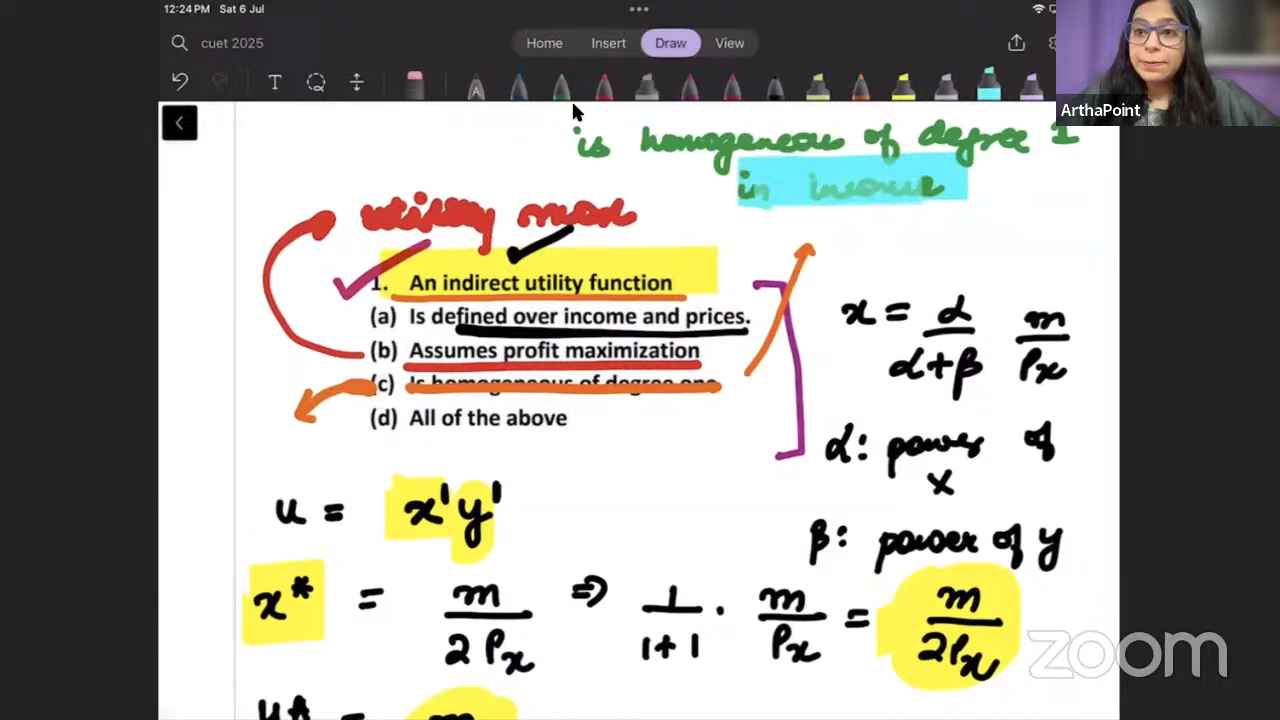 12:24 PM Sat 6 Jul
cuet 2025
Home Insert Draw View
ArthaPoint
is homogeneous of degree 1
in income
utility max
1. An indirect utility function
(a) Is defined over income and prices.
(b) Assumes profit maximization
(c) Is homogeneous of degree one
(d) All of the above
x = α/α+β m/Px
α: power of x
β: power of y
u = x¹y¹
x* = m/2Px ⇒ 1/1+1 . m/Px = m/2Px
zoom